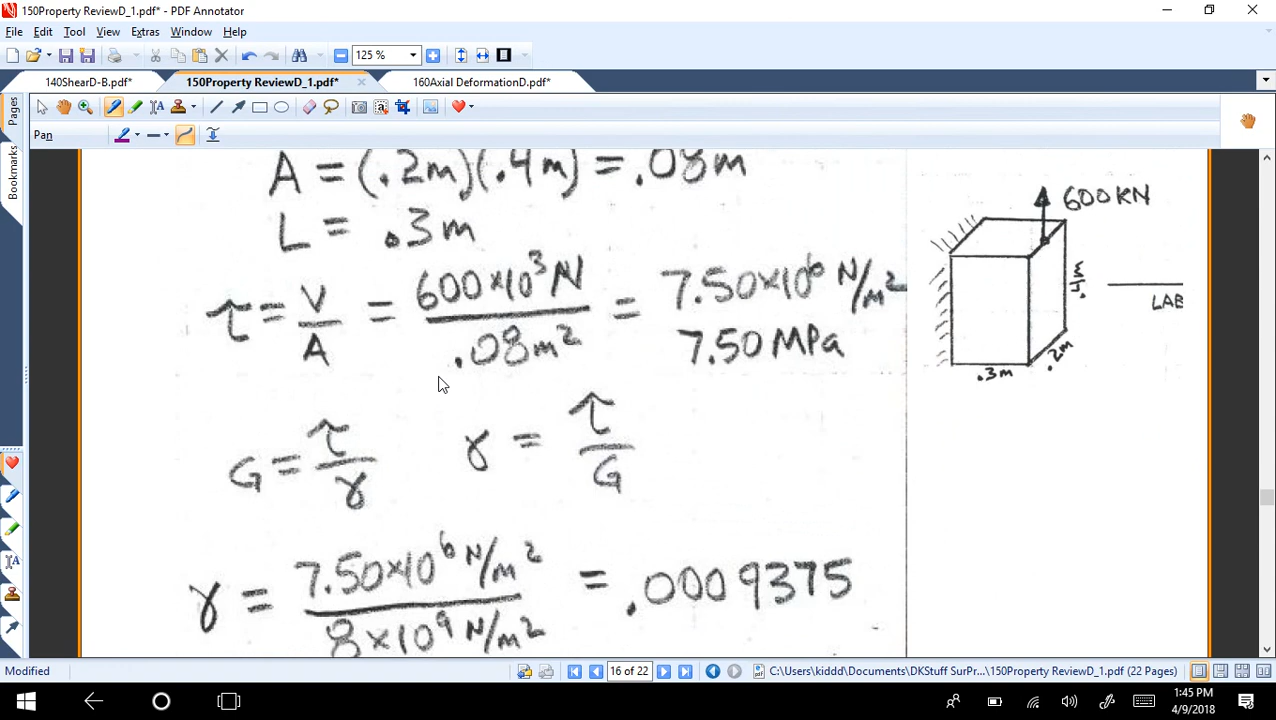 150Property ReviewD_1.pdf* - PDF Annotator
File Edit Tool View Extras Window Help
125 %
140ShearD-B.pdf* 150Property ReviewD_1.pdf* 160Axial DeformationD.pdf*
Pan
Pages
Bookmarks
A = (.2m)(.4m) = .08m
L = .3m
τ = V/A = 600×10³N/.08m² = 7.50×10⁶ N/m²
7.50 MPa
G = τ/γ γ = τ/G
γ = 7.50×10⁶ N/m² / 8×10⁹ N/m² = .0009375
600KN
.4m
.3m
.2m
LAB
Modified
16 of 22
C:\Users\kiddd\Documents\DKStuff SurPr...\150Property ReviewD_1.pdf (22 Pages)
1:45 PM
4/9/2018